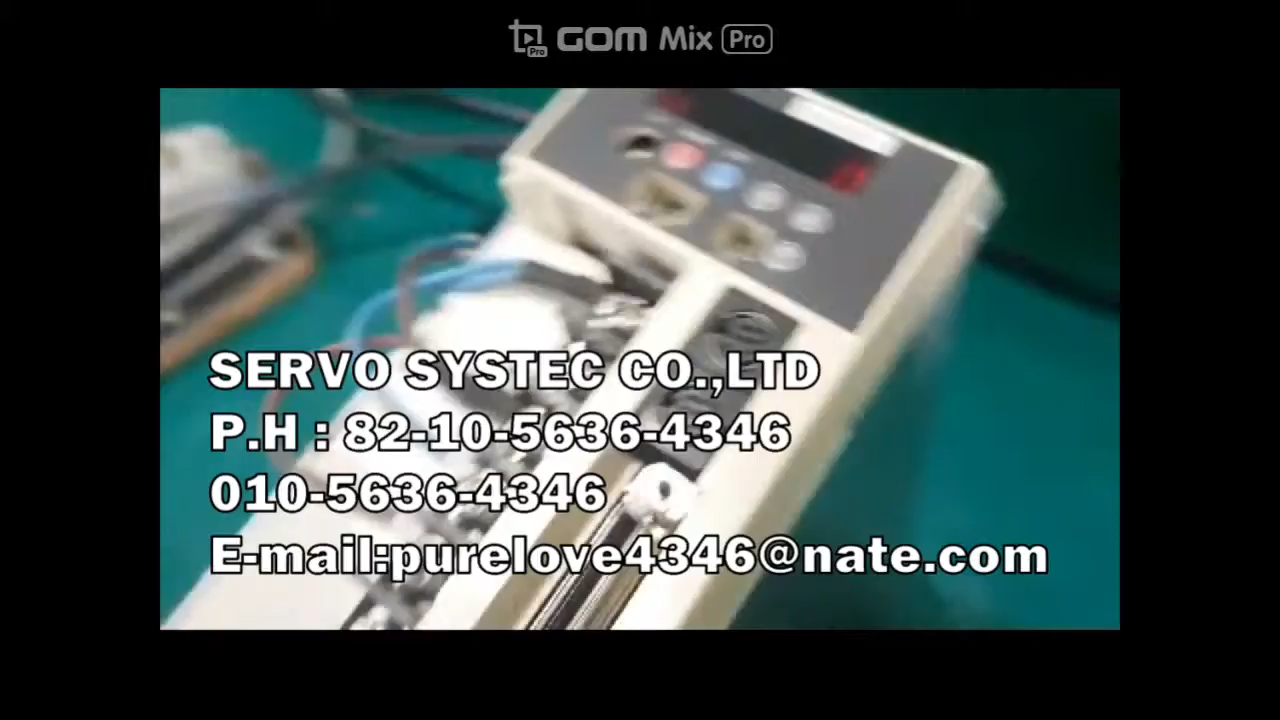 GOM Mix Pro
SERVO SYSTEC CO.,LTD
P.H : 82-10-5636-4346
010-5636-4346
E-mail:purelove4346@nate.com